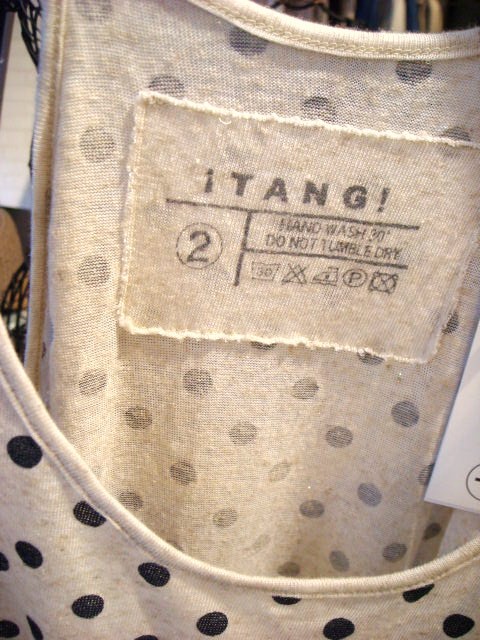 ¡TANG!
2
HAND WASH 30°
DO NOT TUMBLE DRY
30 P